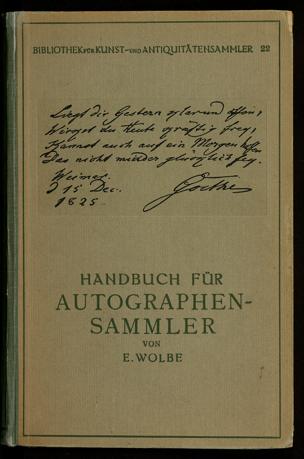 BIBLIOTHEK FÜR KUNST- UND ANTIQUITÄTENSAMMLER 22
Liegt dir Gestern klar und offen,
Wirkst du heute kräftig frey,
Kannst auch auf ein Morgen hoffen
Das nicht minder glücklich sey.
Weimar
d 15 Dec.
1825
Goethe
HANDBUCH FÜR
AUTOGRAPHEN-
SAMMLER
VON
E. WOLBE